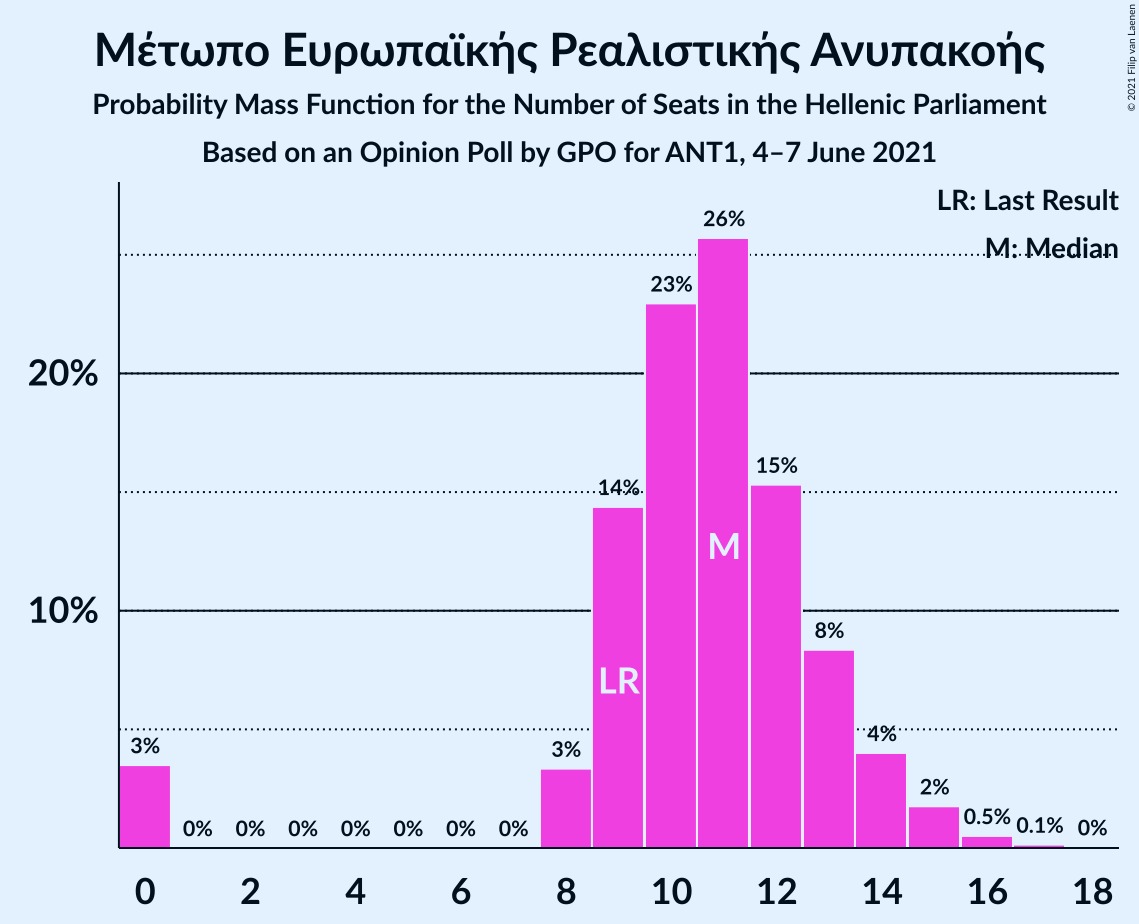 Μέτωπο Ευρωπαϊκής Ρεαλιστικής Ανυπακοής
Probability Mass Function for the Number of Seats in the Hellenic Parliament
Based on an Opinion Poll by GPO for ANT1, 4–7 June 2021
© 2021 Filip van Laenen
LR: Last Result
M: Median
26%
23%
20%
15%
14%
M
10%
8%
LR
4%
3%
3%
2%
0% 0% 0% 0% 0% 0% 0% 0.5% 0.1% 0%
0 2 4 6 8 10 12 14 16 18